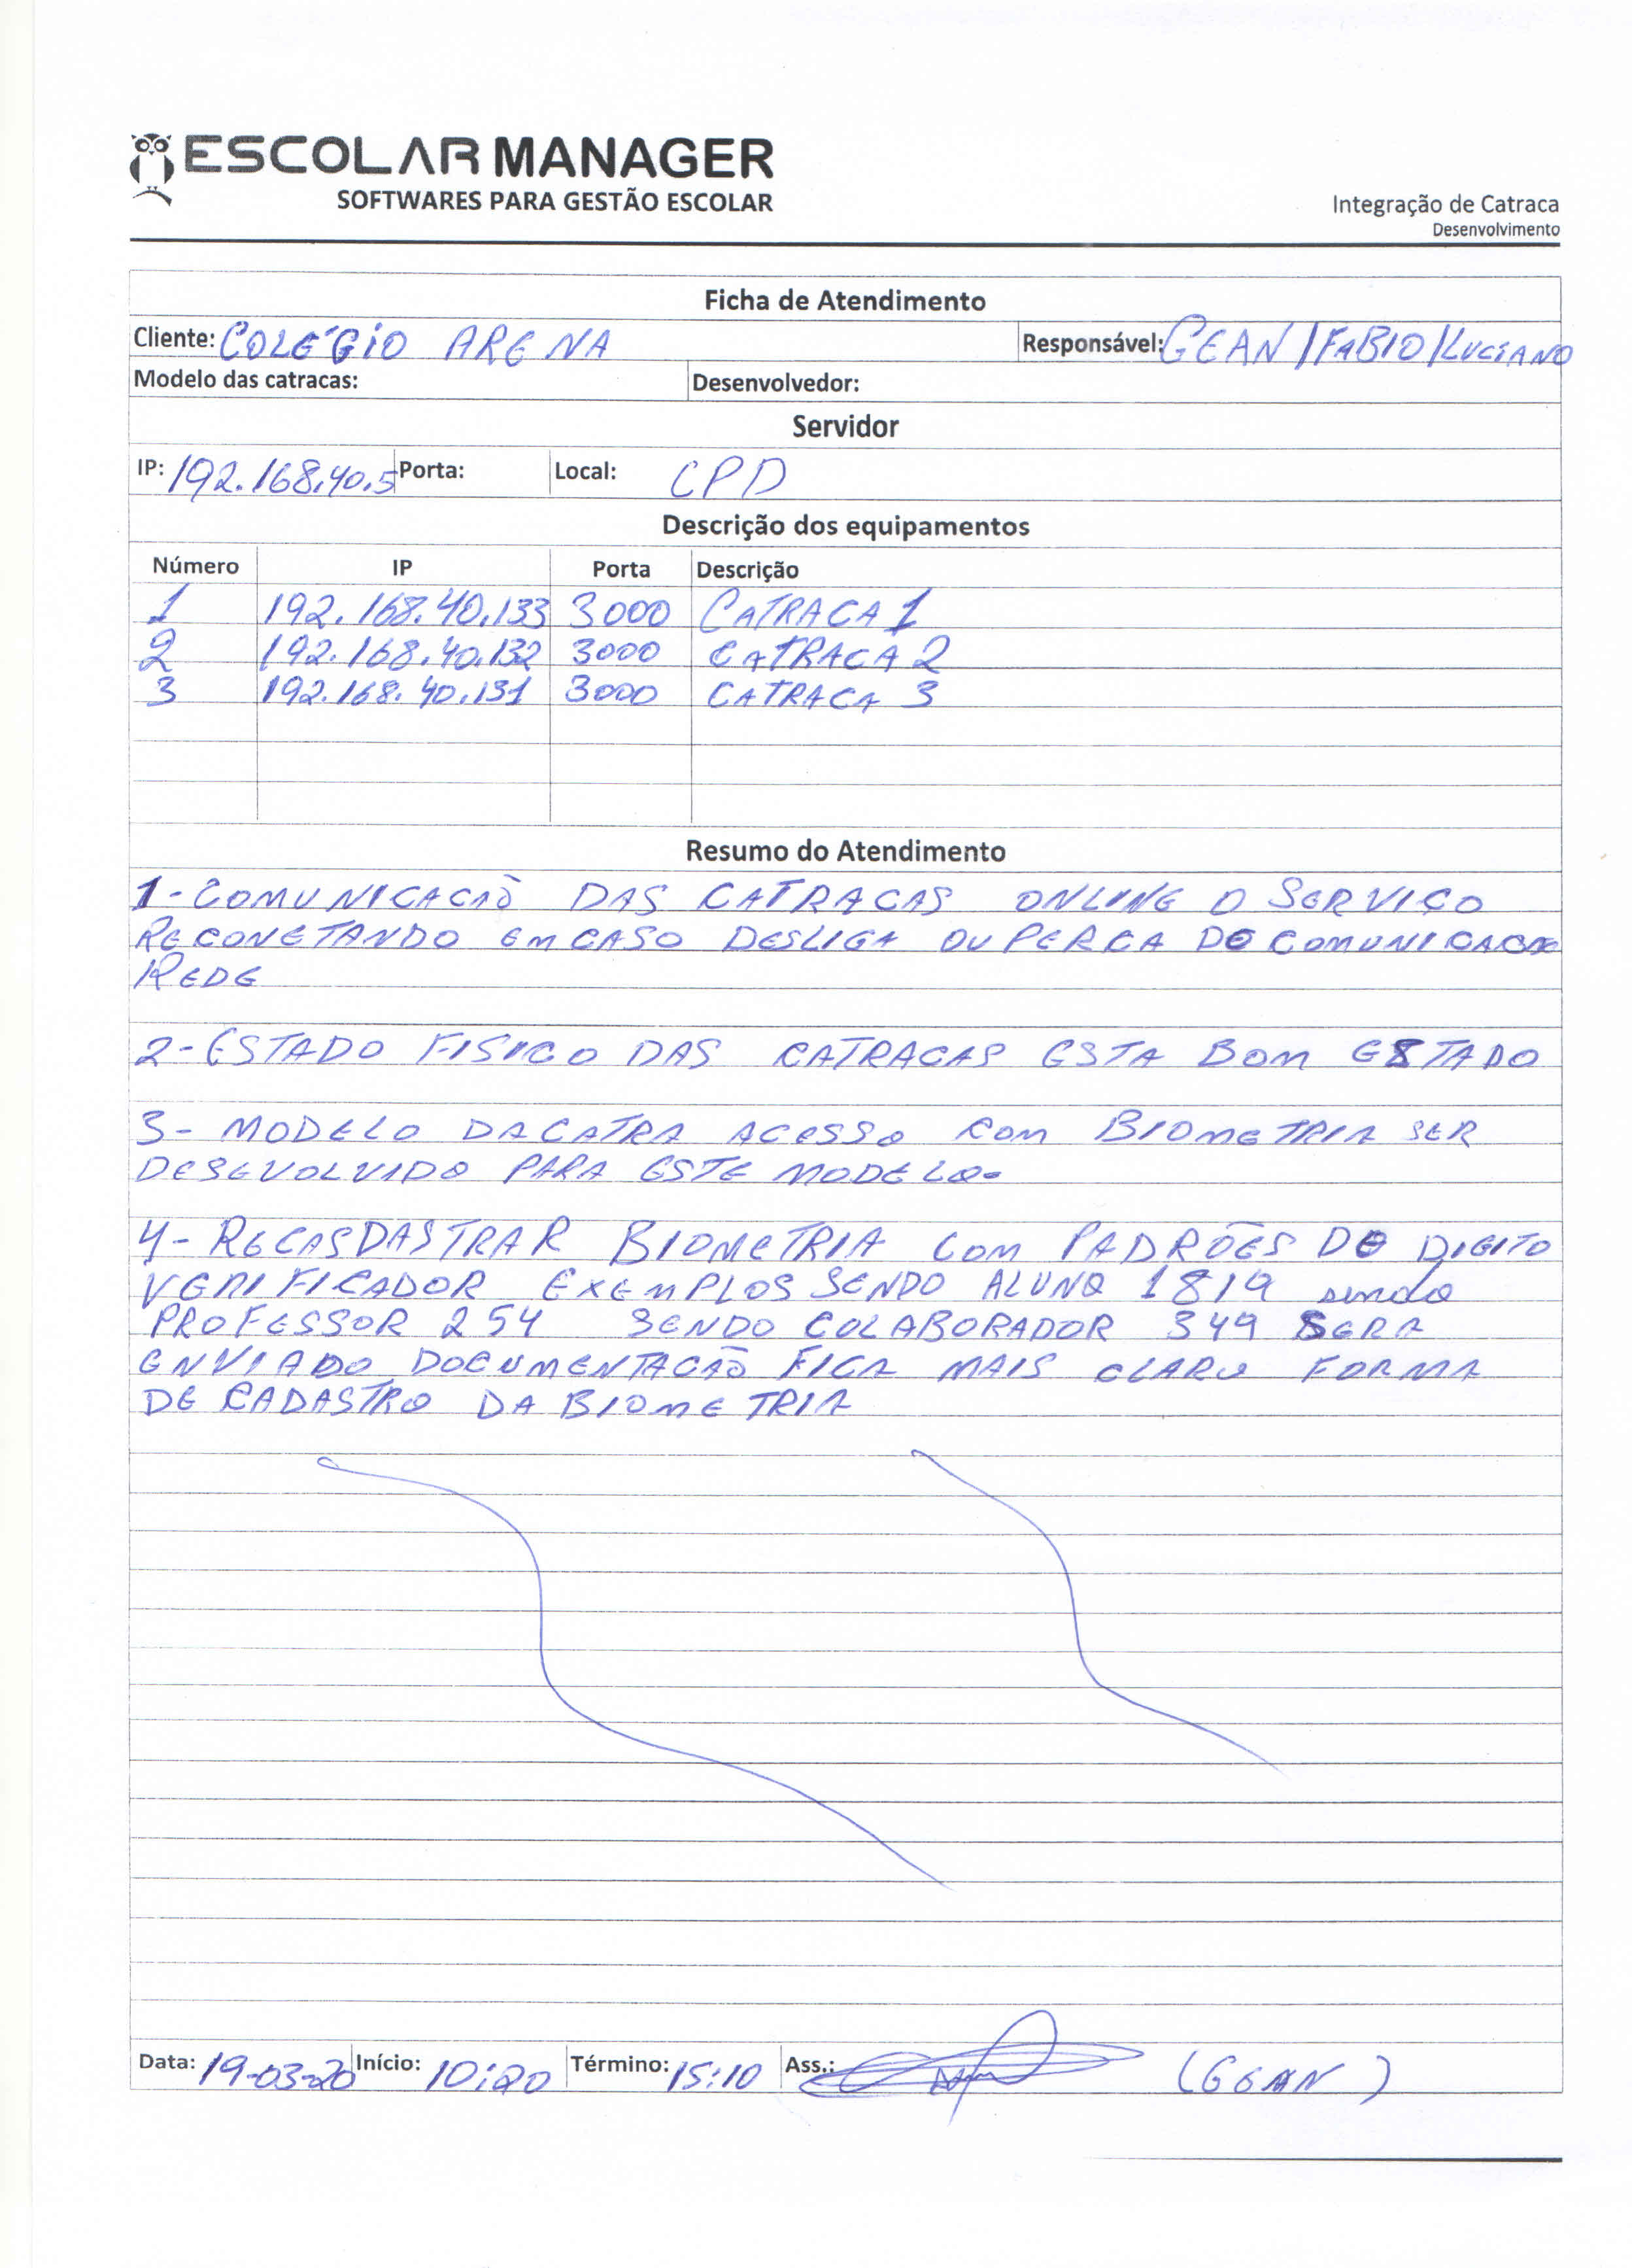 ESCOLAR MANAGER
SOFTWARES PARA GESTÃO ESCOLAR
Integração de Catraca
Desenvolvimento
Ficha de Atendimento
Cliente: COLÉGIO ARENA Responsável: GEAN / FABIO / LUCIANO
Modelo das catracas: Desenvolvedor:
Servidor
IP: 192.168.40.5 Porta: Local: CPD
Descrição dos equipamentos
Número IP Porta Descrição
1 192.168.40.133 3000 CATRACA 1
2 192.168.40.132 3000 CATRACA 2
3 192.168.40.131 3000 CATRACA 3
Resumo do Atendimento
1- COMUNICACÃO DAS CATRACAS ONLINE O SERVIÇO
RECONETANDO EM CASO DESLIGA OU PERCA DE COMUNICACAO
REDE
2- ESTADO FISICO DAS CATRACAS ESTA BOM ESTADO
3- MODELO DA CATRA ACESSO COM BIOMETRIA SER
DESEVOLVIDO PARA ESTE MODELO.
4- RECASDASTRAR BIOMETRIA COM PADRÕES DE DIGITO
VERIFICADOR EXEMPLOS SENDO ALUNO 1819 sendo
PROFESSOR 254 SENDO COLABORADOR 349 SERA
ENVIADO DOCUMENTACÃO FICA MAIS CLARO FORMA
DE CADASTRO DA BIOMETRIA
Data: 19-03-20 Início: 10:20 Término: 15:10 Ass.: (GEAN)